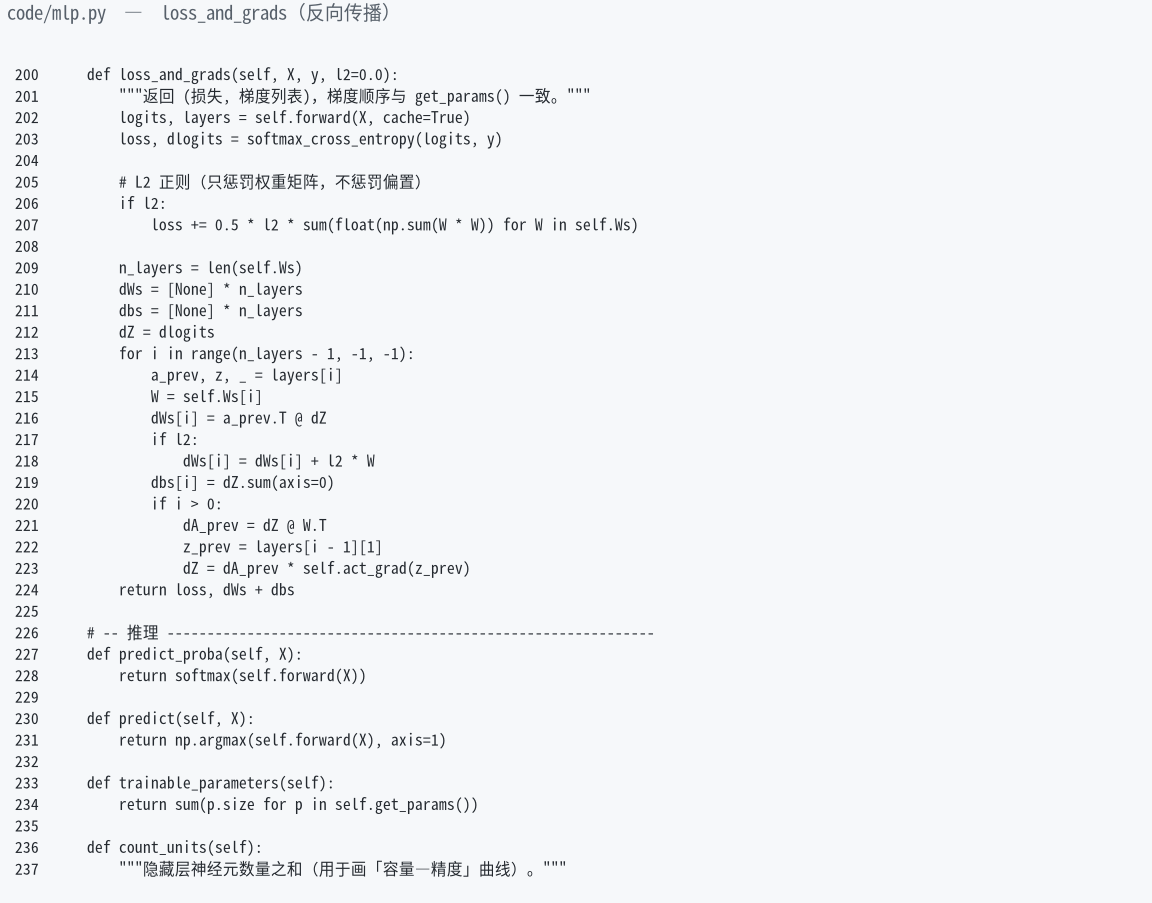 code/mlp.py — loss_and_grads（反向传播）
200    def loss_and_grads(self, X, y, l2=0.0):
201        """返回 (损失, 梯度列表)，梯度顺序与 get_params() 一致。"""
202        logits, layers = self.forward(X, cache=True)
203        loss, dlogits = softmax_cross_entropy(logits, y)
204
205        # L2 正则（只惩罚权重矩阵，不惩罚偏置）
206        if l2:
207            loss += 0.5 * l2 * sum(float(np.sum(W * W)) for W in self.Ws)
208
209        n_layers = len(self.Ws)
210        dWs = [None] * n_layers
211        dbs = [None] * n_layers
212        dZ = dlogits
213        for i in range(n_layers - 1, -1, -1):
214            a_prev, z, _ = layers[i]
215            W = self.Ws[i]
216            dWs[i] = a_prev.T @ dZ
217            if l2:
218                dWs[i] = dWs[i] + l2 * W
219            dbs[i] = dZ.sum(axis=0)
220            if i > 0:
221                dA_prev = dZ @ W.T
222                z_prev = layers[i - 1][1]
223                dZ = dA_prev * self.act_grad(z_prev)
224        return loss, dWs + dbs
225
226    # -- 推理 -------------------------------------------------------------
227    def predict_proba(self, X):
228        return softmax(self.forward(X))
229
230    def predict(self, X):
231        return np.argmax(self.forward(X), axis=1)
232
233    def trainable_parameters(self):
234        return sum(p.size for p in self.get_params())
235
236    def count_units(self):
237        """隐藏层神经元数量之和（用于画「容量—精度」曲线）。"""